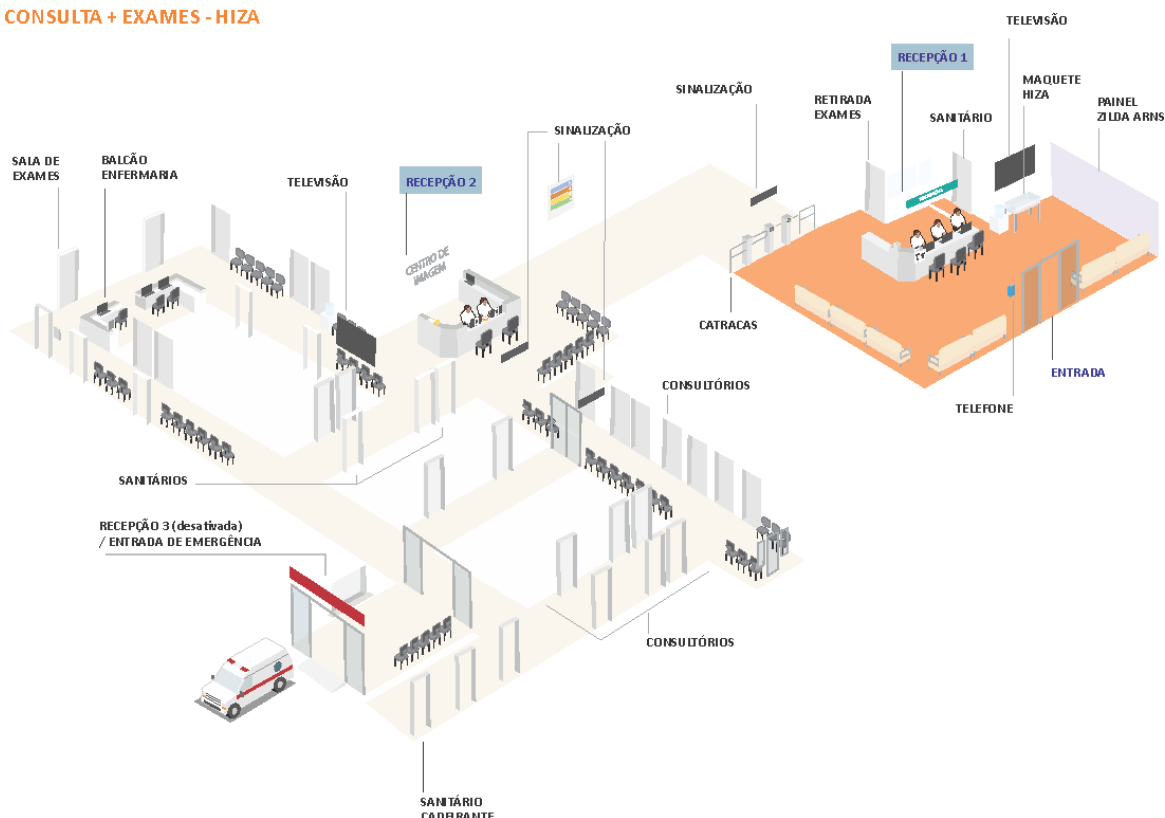 CONSULTA + EXAMES - HIZA
TELEVISÃO
RECEPÇÃO 1
SINALIZAÇÃO
RETIRADA
EXAMES
SANITÁRIO
MAQUETE
HIZA
PAINEL
ZILDA ARNS
SINALIZAÇÃO
SALA DE
EXAMES
BALCÃO
ENFERMARIA
TELEVISÃO
RECEPÇÃO 2
CENTRO DE
IMAGEM
CATRACAS
ENTRADA
CONSULTÓRIOS
TELEFONE
SANITÁRIOS
RECEPÇÃO 3 (desativada)
/ ENTRADA DE EMERGÊNCIA
CONSULTÓRIOS
SANITÁRIO
CADEIRANTE